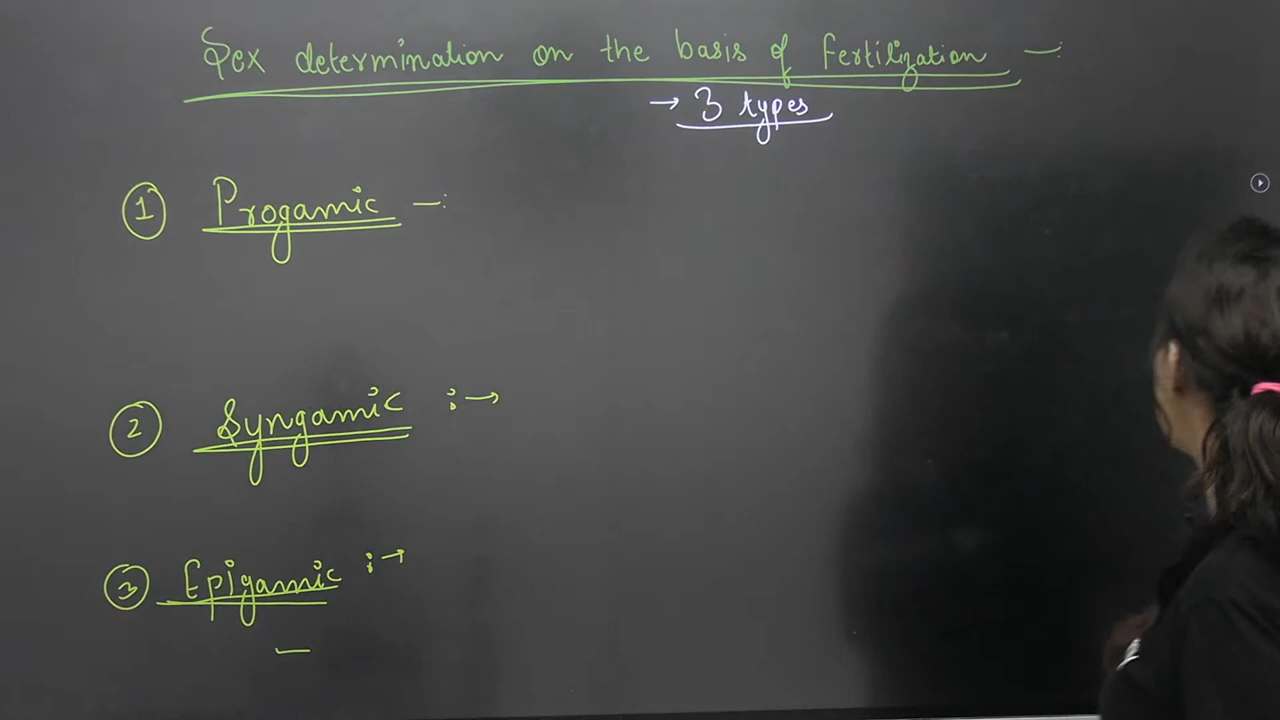 Sex determination on the basis of Fertilization -:
→ 3 types
① Progamic -:
② Syngamic :→
③ Epigamic :→